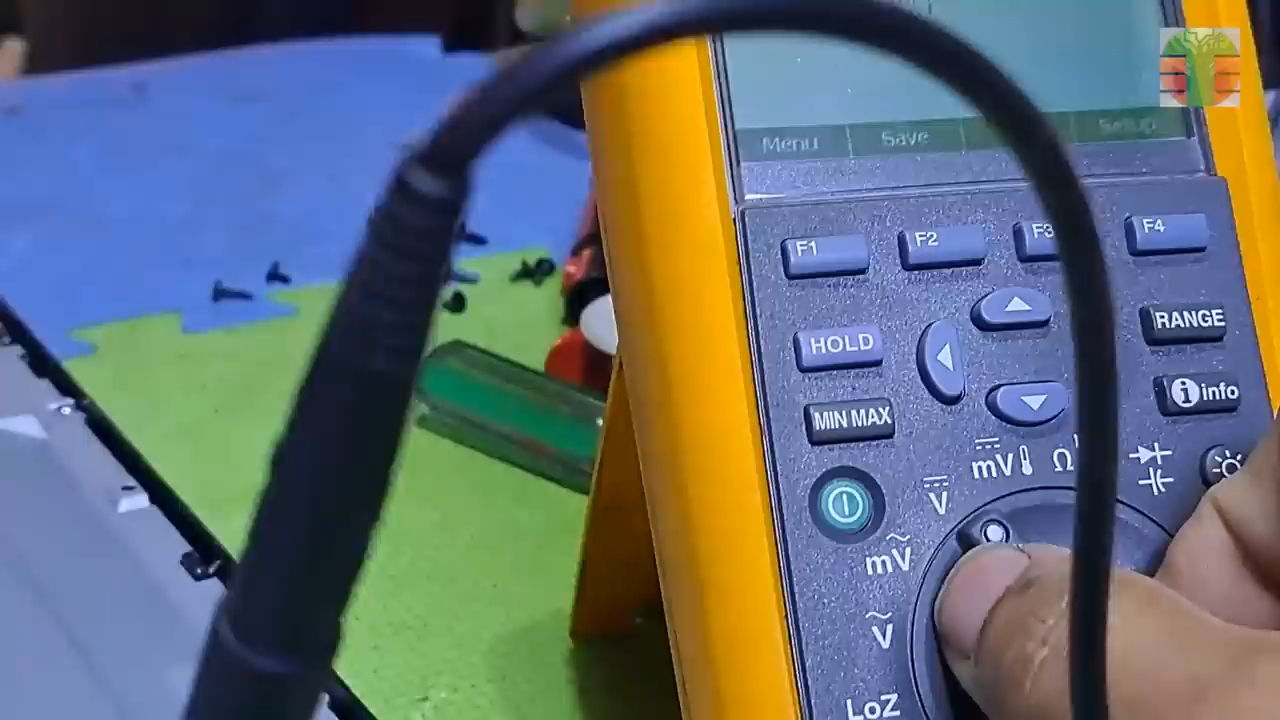 Menu Save Setup
F1 F2 F3 F4
HOLD RANGE
MIN MAX info
mV Ω
V
mV
V
LoZ